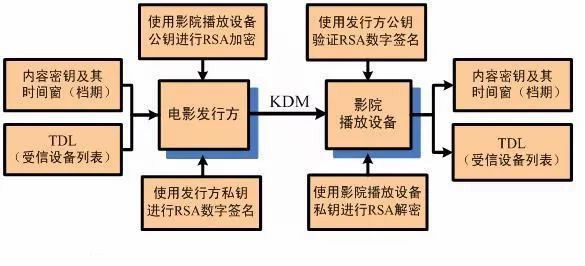 使用影院播放设备
公钥进行RSA加密
使用发行方公钥
验证RSA数字签名
内容密钥及其
时间窗（档期）
TDL
（受信设备列表）
电影发行方
KDM
影院
播放设备
内容密钥及其
时间窗（档期）
TDL
（受信设备列表）
使用发行方私钥
进行RSA数字签名
使用影院播放设备
私钥进行RSA解密